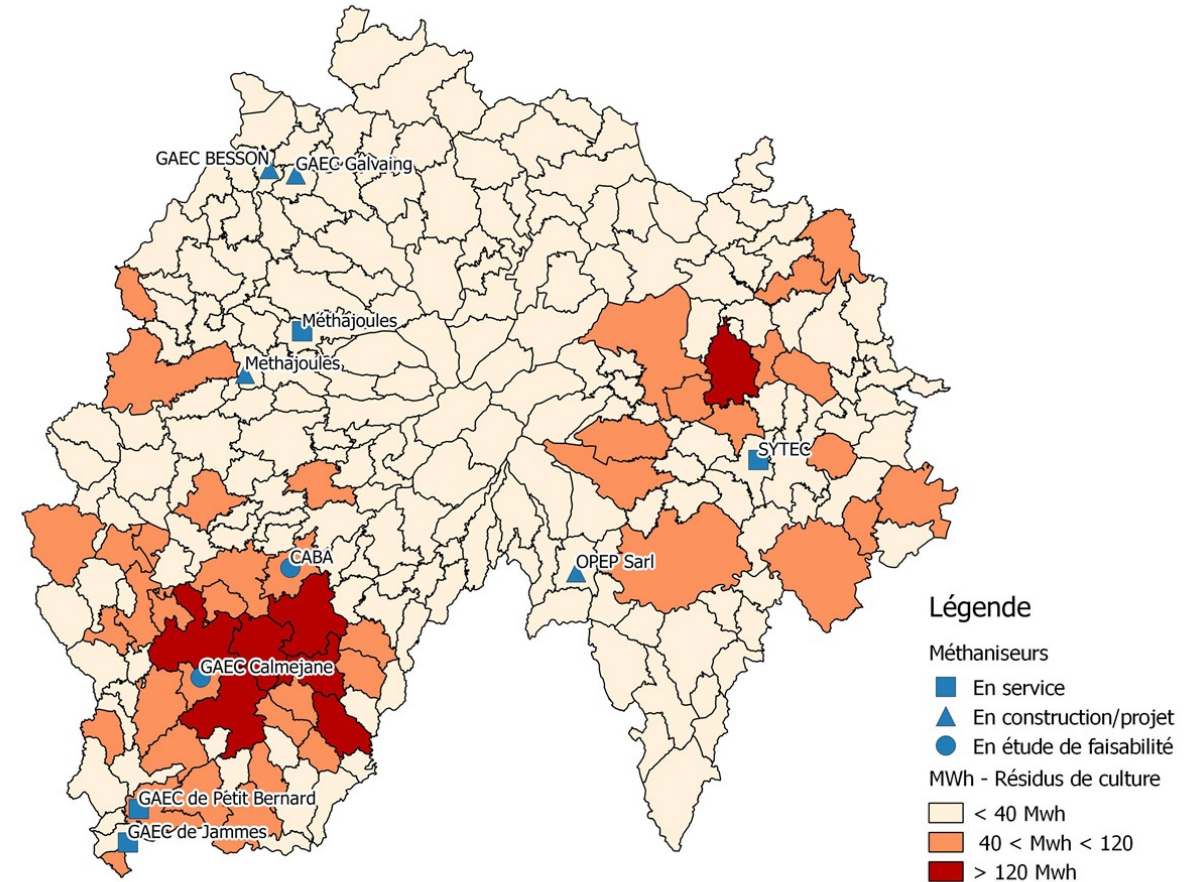 GAEC BESSON
GAEC Galvaing
Méthajoules
Methajoules
SYTEC
CABA
OPEP Sarl
GAEC Calmejane
GAEC de Petit Bernard
GAEC de Jammes
Légende
Méthaniseurs
En service
En construction/projet
En étude de faisabilité
MWh - Résidus de culture
< 40 Mwh
40 < Mwh < 120
> 120 Mwh